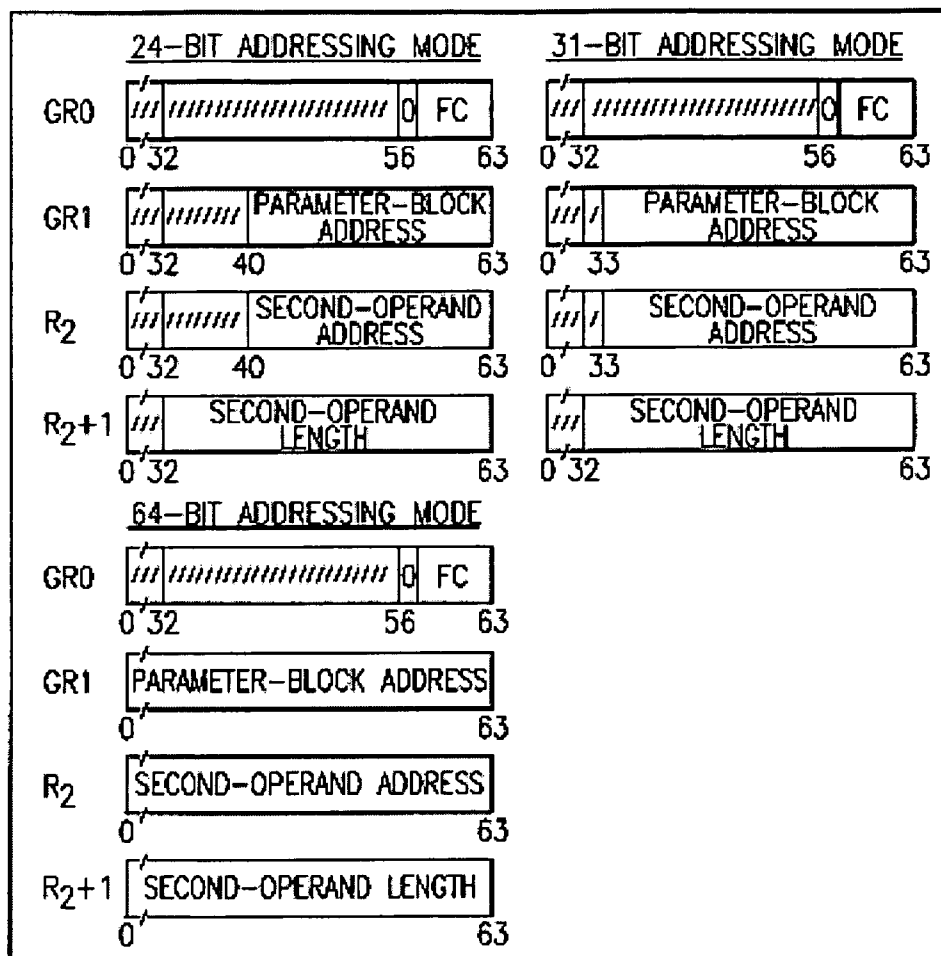 24-BIT ADDRESSING MODE
GR0 0 FC
0 32 56 63
GR1 PARAMETER-BLOCK
ADDRESS
0 32 40 63
R2 SECOND-OPERAND
ADDRESS
0 32 40 63
R2+1 SECOND-OPERAND
LENGTH
0 32 63
31-BIT ADDRESSING MODE
0 FC
0 32 56 63
PARAMETER-BLOCK
ADDRESS
0 33 63
SECOND-OPERAND
ADDRESS
0 33 63
SECOND-OPERAND
LENGTH
0 32 63
64-BIT ADDRESSING MODE
GR0 0 FC
0 32 56 63
GR1 PARAMETER-BLOCK ADDRESS
0 63
R2 SECOND-OPERAND ADDRESS
0 63
R2+1 SECOND-OPERAND LENGTH
0 63